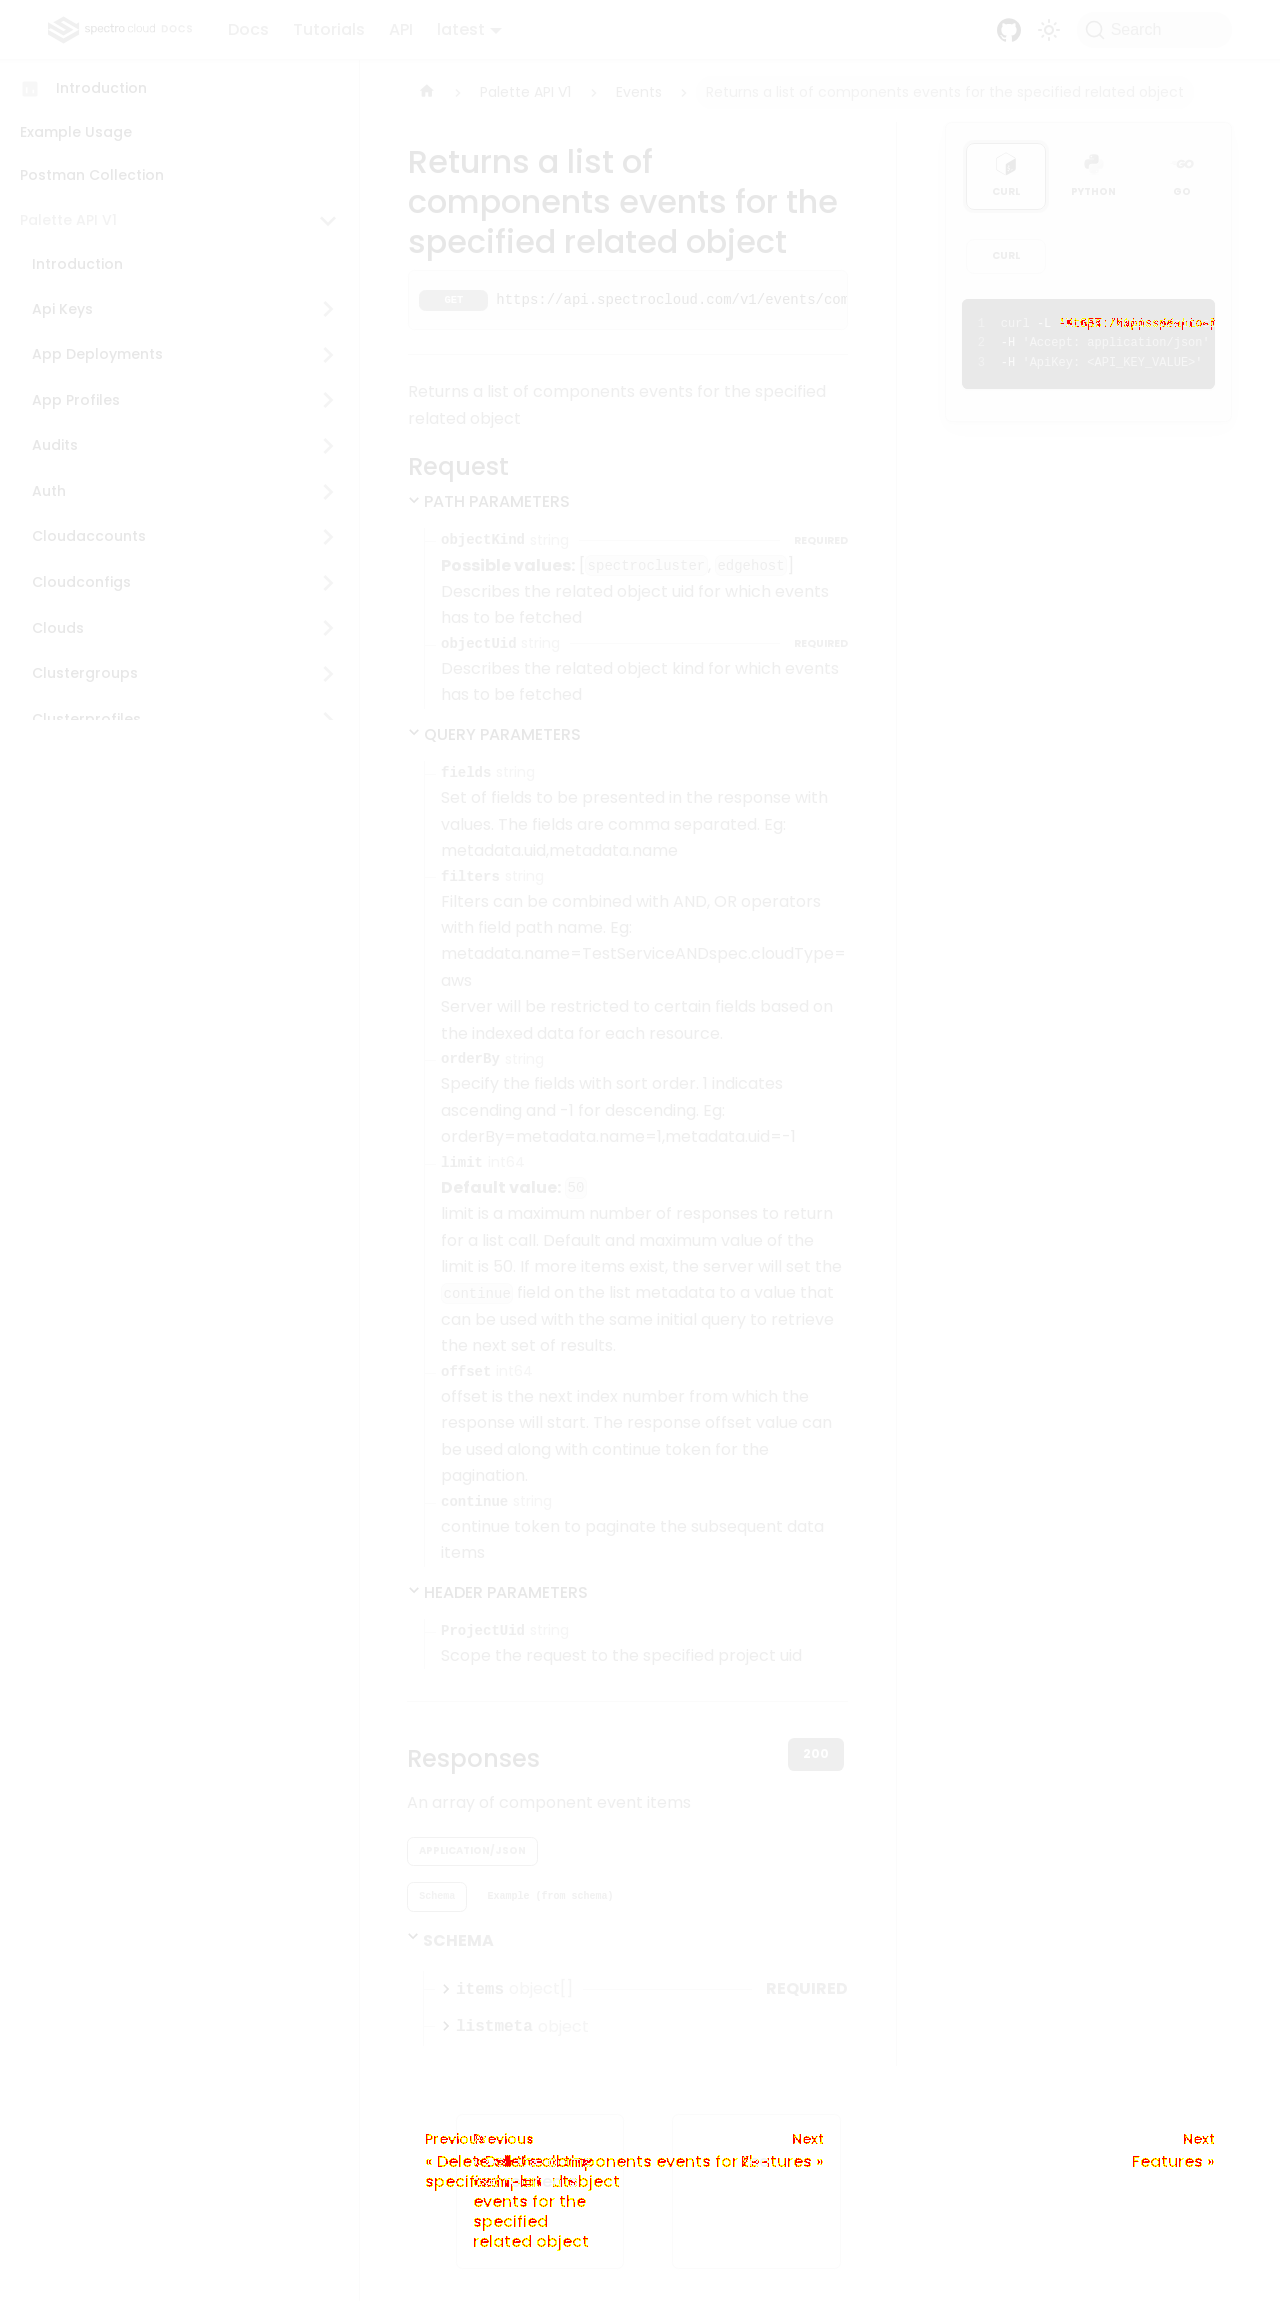 spectro cloud DOCS
Docs
Tutorials
API
latest
Search
Introduction
Example Usage
Postman Collection
Palette API V1
Introduction
Api Keys
App Deployments
App Profiles
Audits
Auth
Cloudaccounts
Cloudconfigs
Clouds
Clustergroups
Clusterprofiles
Palette API V1
Events
Returns a list of components events for the specified related object
Returns a list of
components events for the
specified related object
GET https://api.spectrocloud.com/v1/events/com
Returns a list of components events for the specified
related object
Request
PATH PARAMETERS
objectKind string REQUIRED
Possible values: [spectrocluster, edgehost]
Describes the related object uid for which events
has to be fetched
objectUid string REQUIRED
Describes the related object kind for which events
has to be fetched
QUERY PARAMETERS
fields string
Set of fields to be presented in the response with
values. The fields are comma separated. Eg:
metadata.uid,metadata.name
filters string
Filters can be combined with AND, OR operators
with field path name. Eg:
metadata.name=TestServiceANDspec.cloudType=
aws
Server will be restricted to certain fields based on
the indexed data for each resource.
orderBy string
Specify the fields with sort order. 1 indicates
ascending and -1 for descending. Eg:
orderBy=metadata.name=1,metadata.uid=-1
limit int64
Default value: 50
limit is a maximum number of responses to return
for a list call. Default and maximum value of the
limit is 50. If more items exist, the server will set the
continue field on the list metadata to a value that
can be used with the same initial query to retrieve
the next set of results.
offset int64
offset is the next index number from which the
response will start. The response offset value can
be used along with continue token for the
pagination.
continue string
continue token to paginate the subsequent data
items
HEADER PARAMETERS
ProjectUid string
Scope the request to the specified project uid
Responses
200
An array of component event items
APPLICATION/JSON
Schema
Example (from schema)
SCHEMA
items object[] REQUIRED
listmeta object
CURL
PYTHON
GO
CURL
1 curl -L
2 -H 'Accept: application/json'
3 -H 'ApiKey: <API_KEY_VALUE>'
Previous
Previous
Next
Next
« Delete
components events for
Features »
events for the
specified
related object